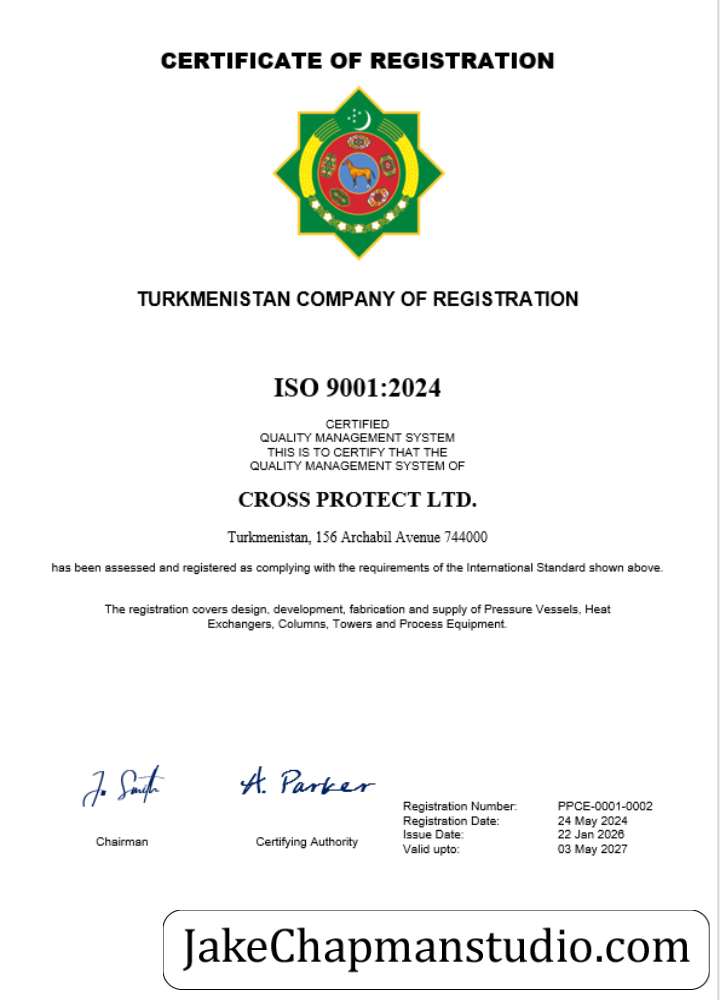 CERTIFICATE OF REGISTRATION
TURKMENISTAN COMPANY OF REGISTRATION
ISO 9001:2024
CERTIFIED
QUALITY MANAGEMENT SYSTEM
THIS IS TO CERTIFY THAT THE
QUALITY MANAGEMENT SYSTEM OF
CROSS PROTECT LTD.
Turkmenistan, 156 Archabil Avenue 744000
has been assessed and registered as complying with the requirements of the International Standard shown above.
The registration covers design, development, fabrication and supply of Pressure Vessels, Heat
Exchangers, Columns, Towers and Process Equipment.
J. Smith
A. Parker
Chairman
Certifying Authority
Registration Number: PPCE-0001-0002
Registration Date: 24 May 2024
Issue Date: 22 Jan 2026
Valid upto: 03 May 2027
JakeChapmanstudio.com